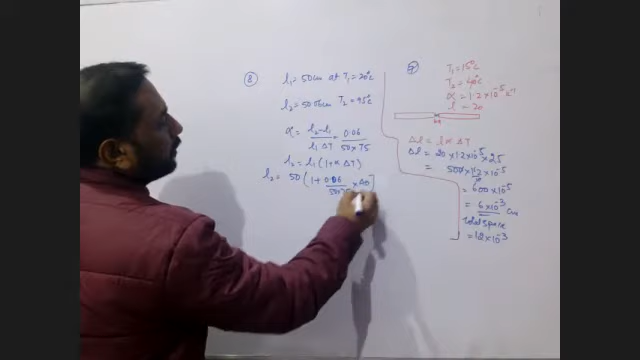 8
l₁ = 50cm at T₁ = 20°C
l₂ = 50.06cm T₂ = 95°C
α = l₂-l₁ / l₁ΔT = 0.06 / 50×75
l₂ = l₁(1+α ΔT)
l₂ = 50(1+ 0.06 / 50×75 ×80
T₁ = 15°C
T₂ = 40°C
α = 1.2×10⁻⁵ °C⁻¹
l = 20
Δl = lαΔT
Δl = 20×1.2×10⁻⁵×25
= 500×1.2×10⁻⁵
= 600×10⁻⁵
= 6×10⁻³ cm
Total space
= 12×10⁻³